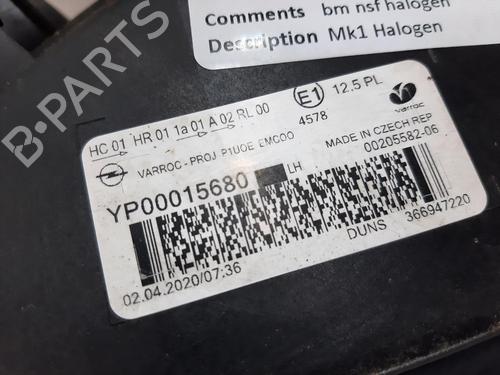 Comments bm nsf halogen
Description Mk1 Halogen
B-PARTS
HC 01 HR 01 1a 01 A 02 RL 00
E1 12.5 PL
4578
varroc
VARROC - PROJ P1UOE EMCOO
MADE IN CZECH REP
00205582-06
YP00015680 LH
DUNS 366947220
02.04.2020/07:36